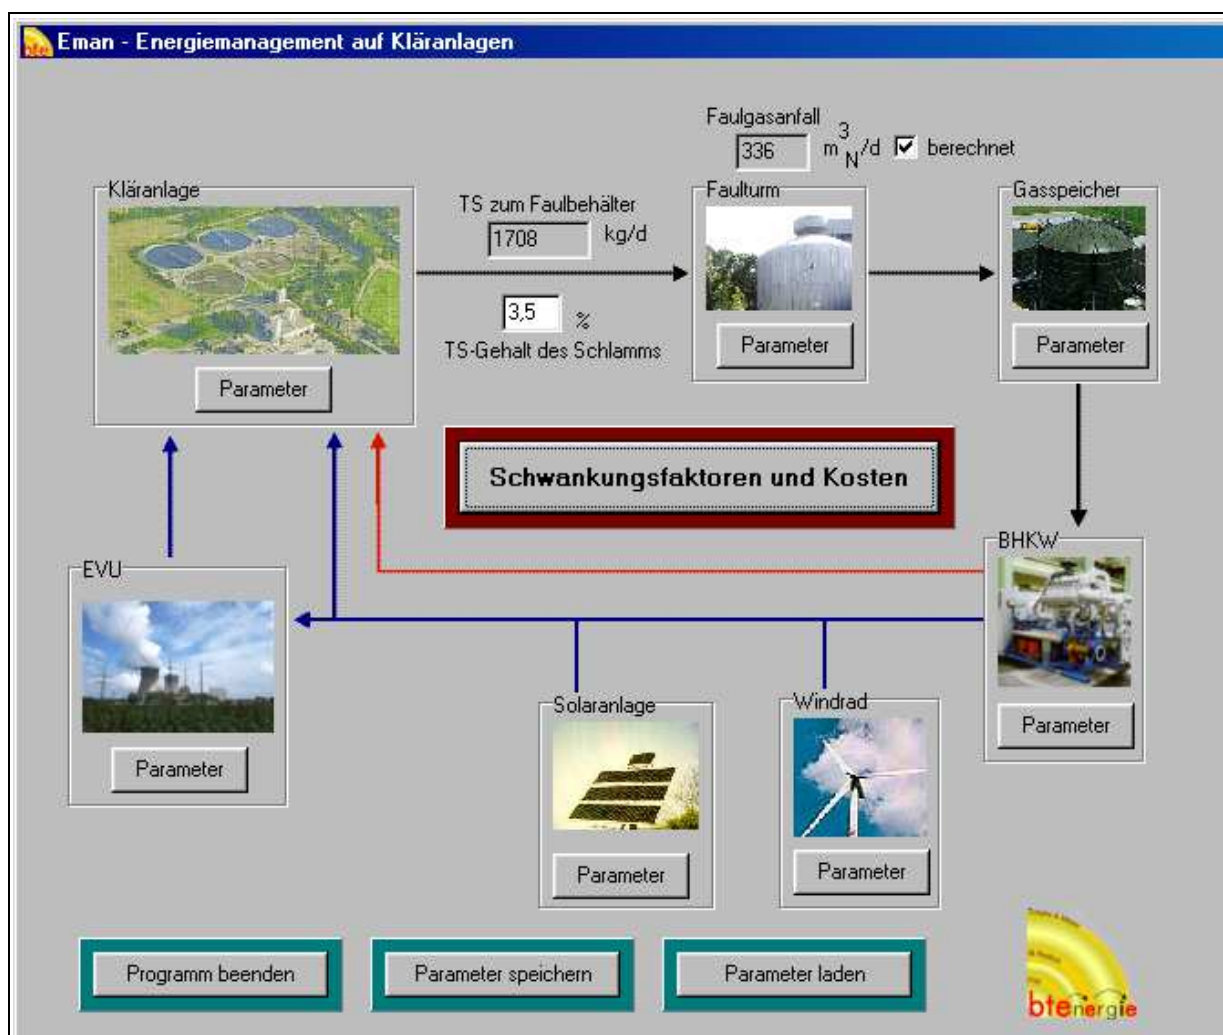 bte
Eman - Energiemanagement auf Kläranlagen
Faulgasanfall
336 m³N/d berechnet
Kläranlage
TS zum Faulbehälter
1708 kg/d
3,5 %
TS-Gehalt des Schlamms
Parameter
Faulturm
Parameter
Gasspeicher
Parameter
Schwankungsfaktoren und Kosten
EVU
Parameter
BHKW
Parameter
Solaranlage
Parameter
Windrad
Parameter
Programm beenden
Parameter speichern
Parameter laden
btenergie